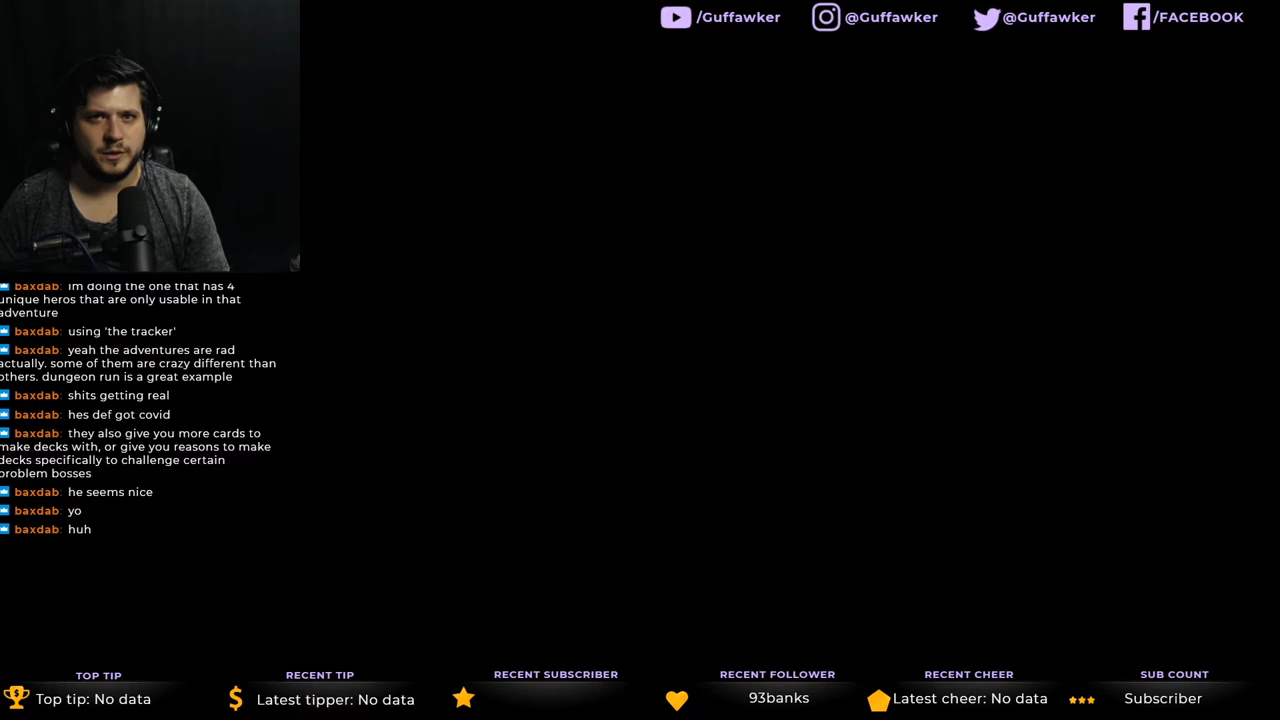 /Guffawker @Guffawker @Guffawker /FACEBOOK
baxdab: im doing the one that has 4
unique heros that are only usable in that
adventure
baxdab: using 'the tracker'
baxdab: yeah the adventures are rad
actually. some of them are crazy different than
others. dungeon run is a great example
baxdab: shits getting real
baxdab: hes def got covid
baxdab: they also give you more cards to
make decks with, or give you reasons to make
decks specifically to challenge certain
problem bosses
baxdab: he seems nice
baxdab: yo
baxdab: huh
TOP TIP
Top tip: No data
RECENT TIP
Latest tipper: No data
RECENT SUBSCRIBER
RECENT FOLLOWER
93banks
RECENT CHEER
Latest cheer: No data
SUB COUNT
Subscriber